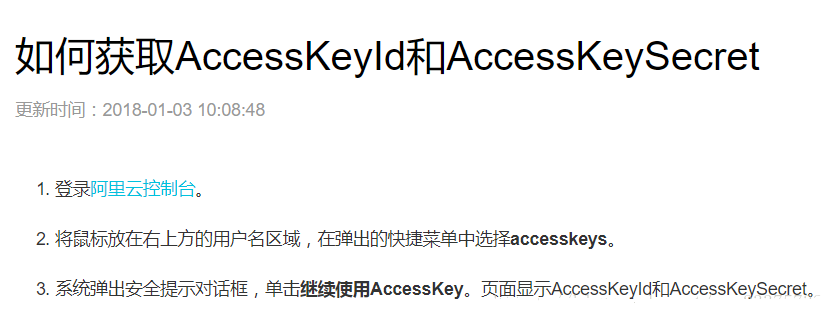 如何获取AccessKeyId和AccessKeySecret
更新时间：2018-01-03 10:08:48
1. 登录阿里云控制台。
2. 将鼠标放在右上方的用户名区域，在弹出的快捷菜单中选择accesskeys。
3. 系统弹出安全提示对话框，单击继续使用AccessKey。页面显示AccessKeyId和AccessKeySecret。